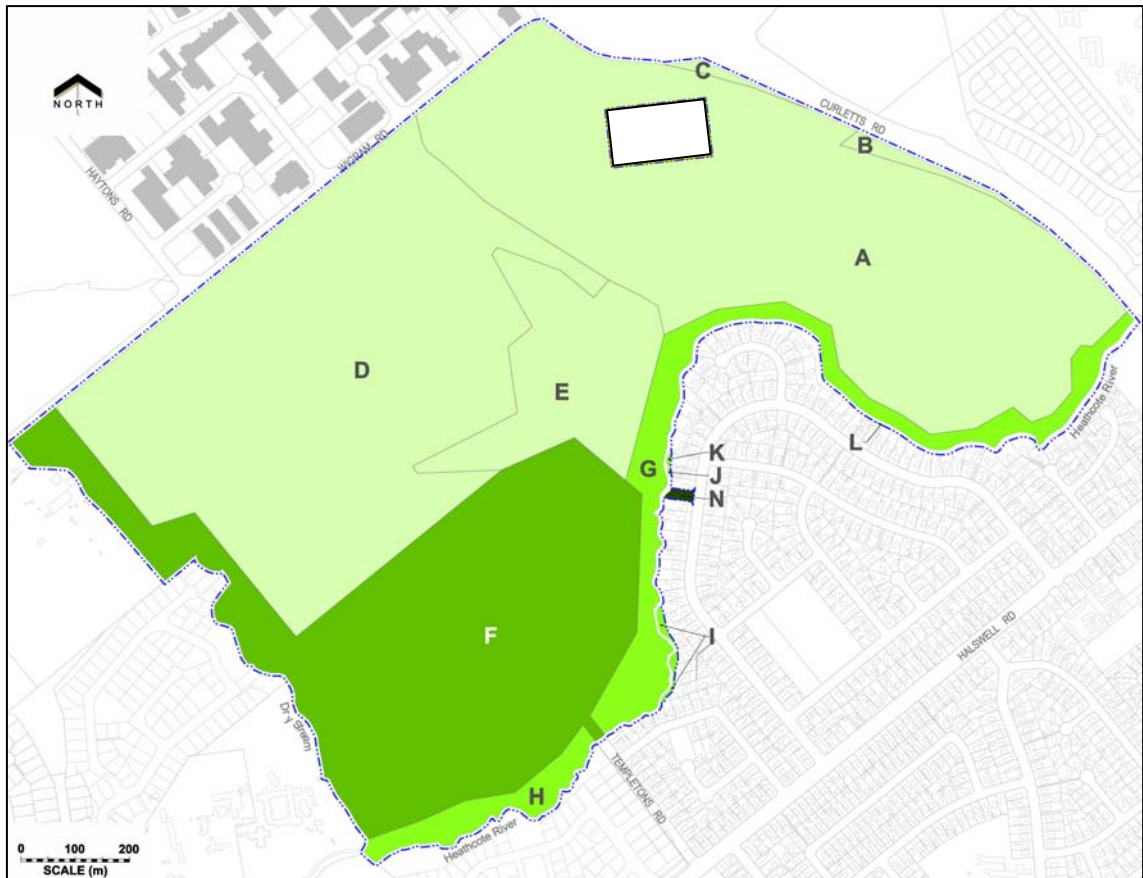 C
NORTH
CURLETTS RD
B
WIGRAM RD
HAYTONS RD
A
D
E
Heathcote River
L
K
G
J
N
F
I
HALSWELL RD
Dry Stream
TEMPLETONS RD
H
Heathcote River
0 100 200
SCALE (m)